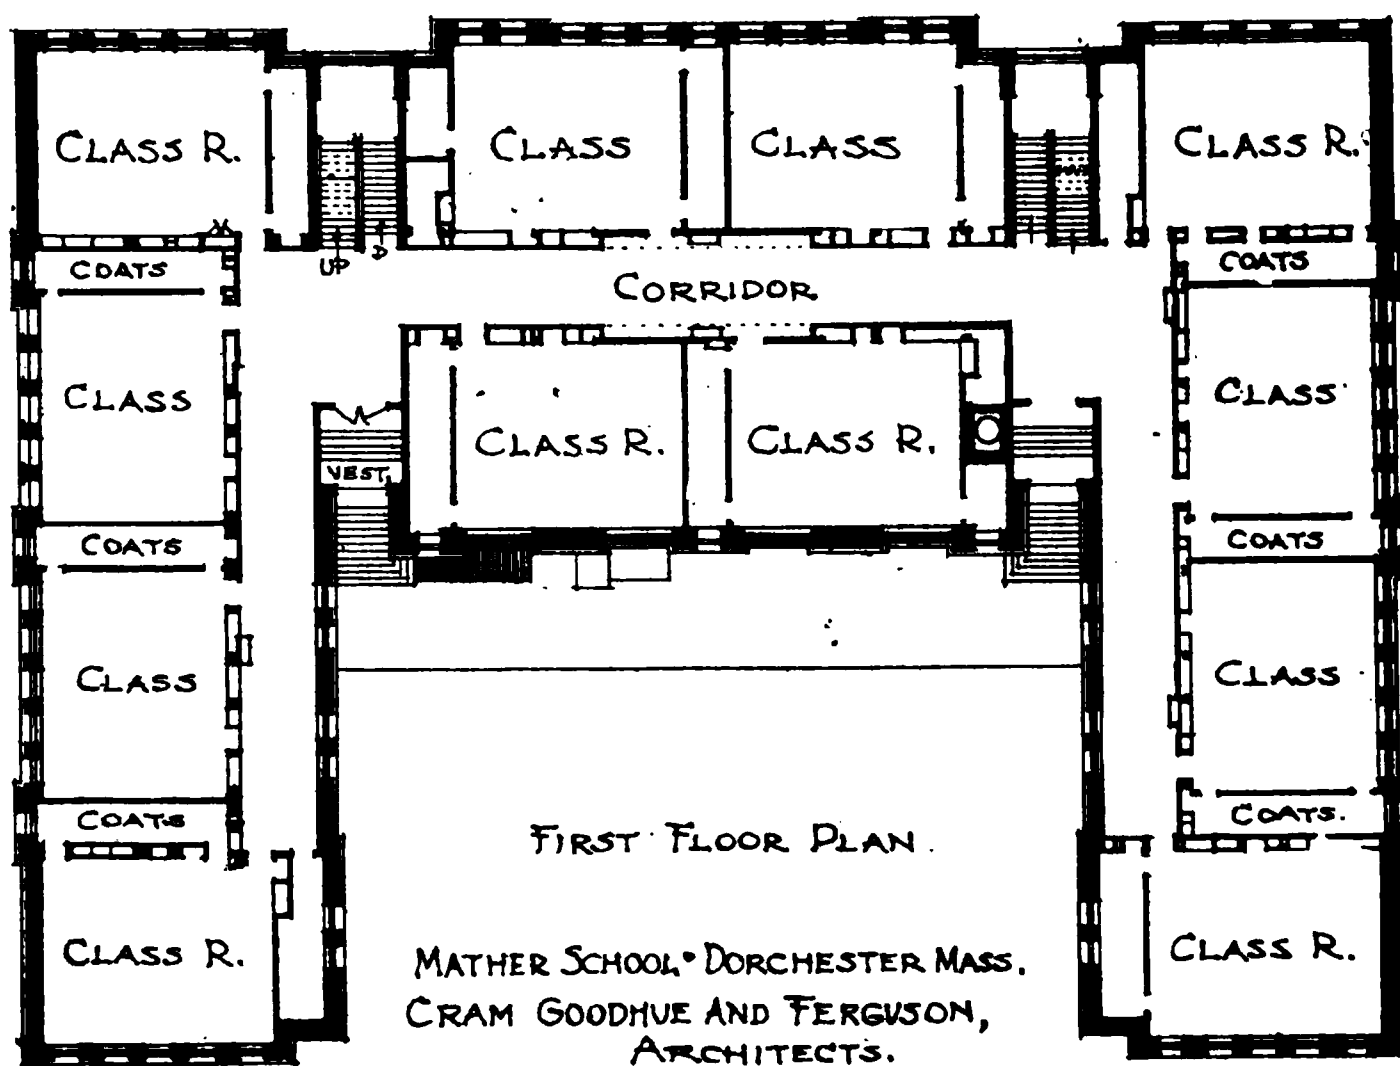 CLASS R.
CLASS
CLASS
CLASS R.
COATS
UP
D
CORRIDOR
COATS
CLASS
CLASS
CLASS R.
CLASS R.
VEST.
COATS
COATS
CLASS
CLASS
COATS
COATS.
FIRST FLOOR PLAN.
CLASS R.
CLASS R.
MATHER SCHOOL • DORCHESTER MASS.
CRAM GOODHUE AND FERGUSON,
ARCHITECTS.